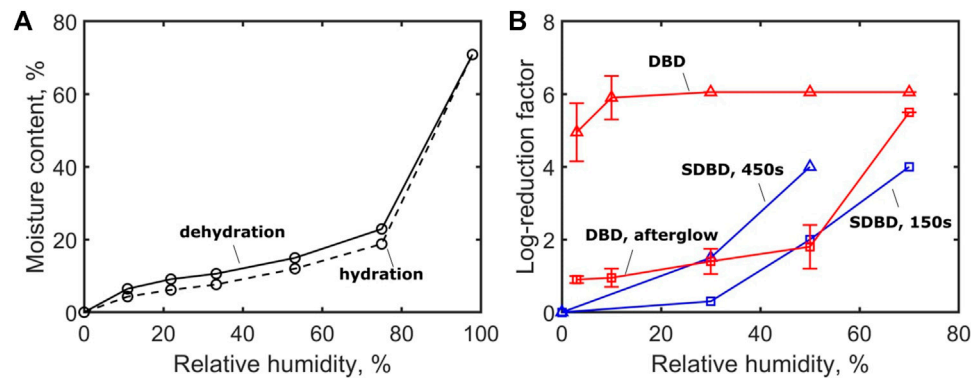 A
80
60
40
20
0
0 20 40 60 80 100
Moisture content, %
Relative humidity, %
dehydration
hydration
B
8
6
4
2
0
0 20 40 60 80
Log-reduction factor
Relative humidity, %
DBD
SDBD, 450s
SDBD, 150s
DBD, afterglow